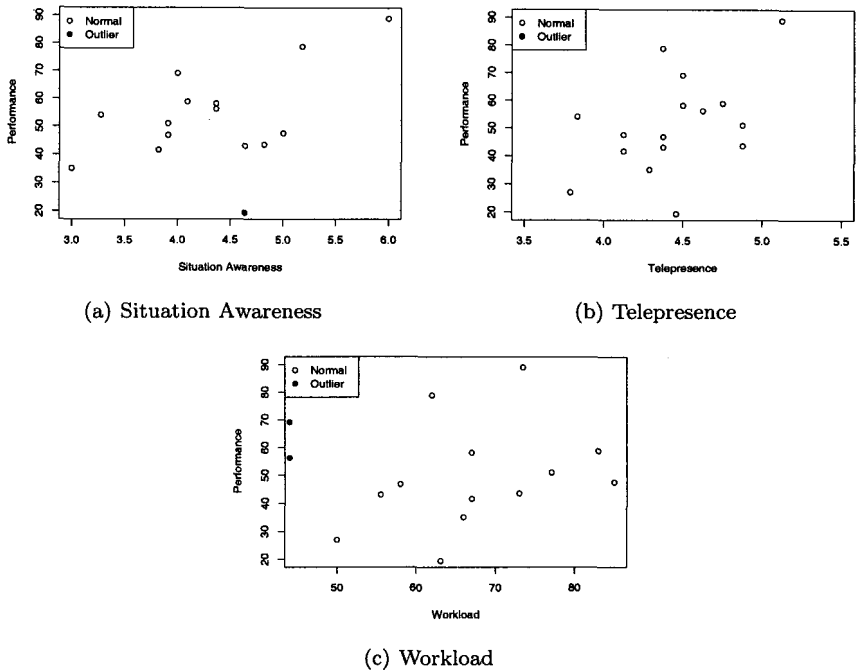 Normal
Outlier
Performance
90
80
70
60
50
40
30
20
3.0 3.5 4.0 4.5 5.0 5.5 6.0
Situation Awareness
(a) Situation Awareness
Normal
Outlier
Performance
90
80
70
60
50
40
30
20
3.5 4.0 4.5 5.0 5.5
Telepresence
(b) Telepresence
Normal
Outlier
Performance
90
80
70
60
50
40
30
20
50 60 70 80
Workload
(c) Workload